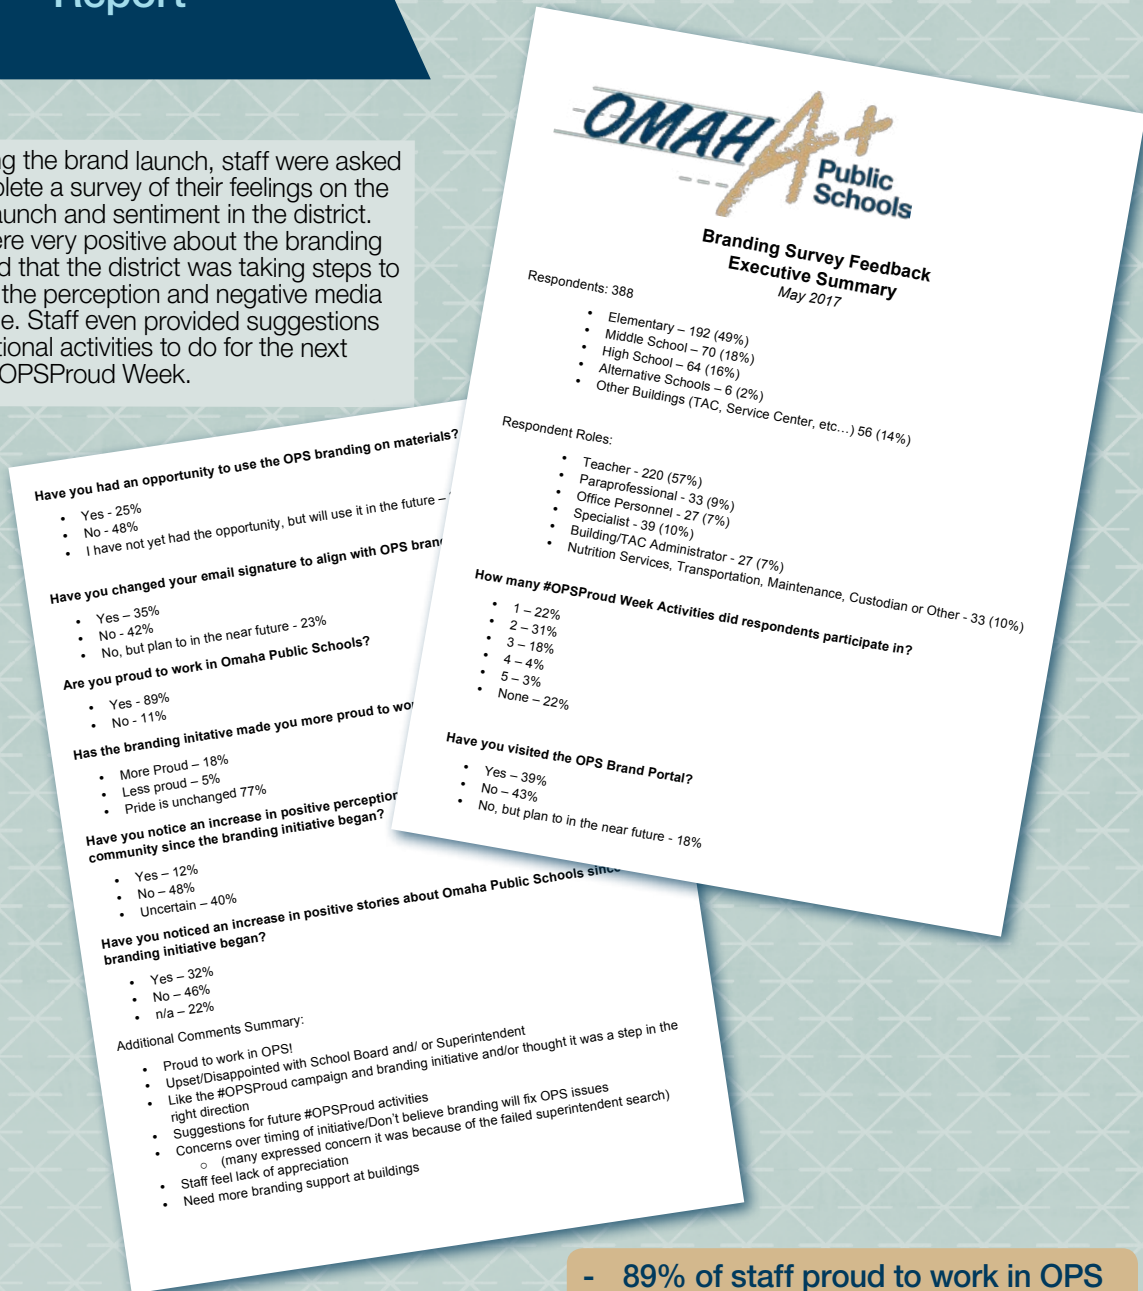 Report
ng the brand launch, staff were asked
plete a survey of their feelings on the
aunch and sentiment in the district.
ere very positive about the branding
d that the district was taking steps to
the perception and negative media
e. Staff even provided suggestions
tional activities to do for the next
OPSProud Week.
OMAHA+
Public
Schools
Branding Survey Feedback
Executive Summary
May 2017
Respondents: 388
• Elementary – 192 (49%)
• Middle School – 70 (18%)
• High School – 64 (16%)
• Alternative Schools – 6 (2%)
• Other Buildings (TAC, Service Center, etc…) 56 (14%)
Respondent Roles:
• Teacher - 220 (57%)
• Paraprofessional - 33 (9%)
• Office Personnel - 27 (7%)
• Specialist - 39 (10%)
• Building/TAC Administrator - 27 (7%)
• Nutrition Services, Transportation, Maintenance, Custodian or Other - 33 (10%)
How many #OPSProud Week Activities did respondents participate in?
• 1 – 22%
• 2 – 31%
• 3 – 18%
• 4 – 4%
• 5 – 3%
• None – 22%
Have you visited the OPS Brand Portal?
• Yes – 39%
• No – 43%
• No, but plan to in the near future - 18%
Have you had an opportunity to use the OPS branding on materials?
• Yes - 25%
• No - 48%
• I have not yet had the opportunity, but will use it in the future –
Have you changed your email signature to align with OPS bran
• Yes – 35%
• No - 42%
• No, but plan to in the near future - 23%
Are you proud to work in Omaha Public Schools?
• Yes - 89%
• No - 11%
Has the branding initative made you more proud to wo
• More Proud – 18%
• Less proud – 5%
• Pride is unchanged 77%
Have you notice an increase in positive perception
community since the branding initiative began?
• Yes – 12%
• No – 48%
• Uncertain – 40%
Have you noticed an increase in positive stories about Omaha Public Schools since
branding initiative began?
• Yes – 32%
• No – 46%
• n/a – 22%
Additional Comments Summary:
• Proud to work in OPS!
• Upset/Disappointed with School Board and/ or Superintendent
• Like the #OPSProud campaign and branding initiative and/or thought it was a step in the
right direction
• Suggestions for future #OPSProud activities
• Concerns over timing of initiative/Don't believe branding will fix OPS issues
○ (many expressed concern it was because of the failed superintendent search)
• Staff feel lack of appreciation
• Need more branding support at buildings
- 89% of staff proud to work in OPS